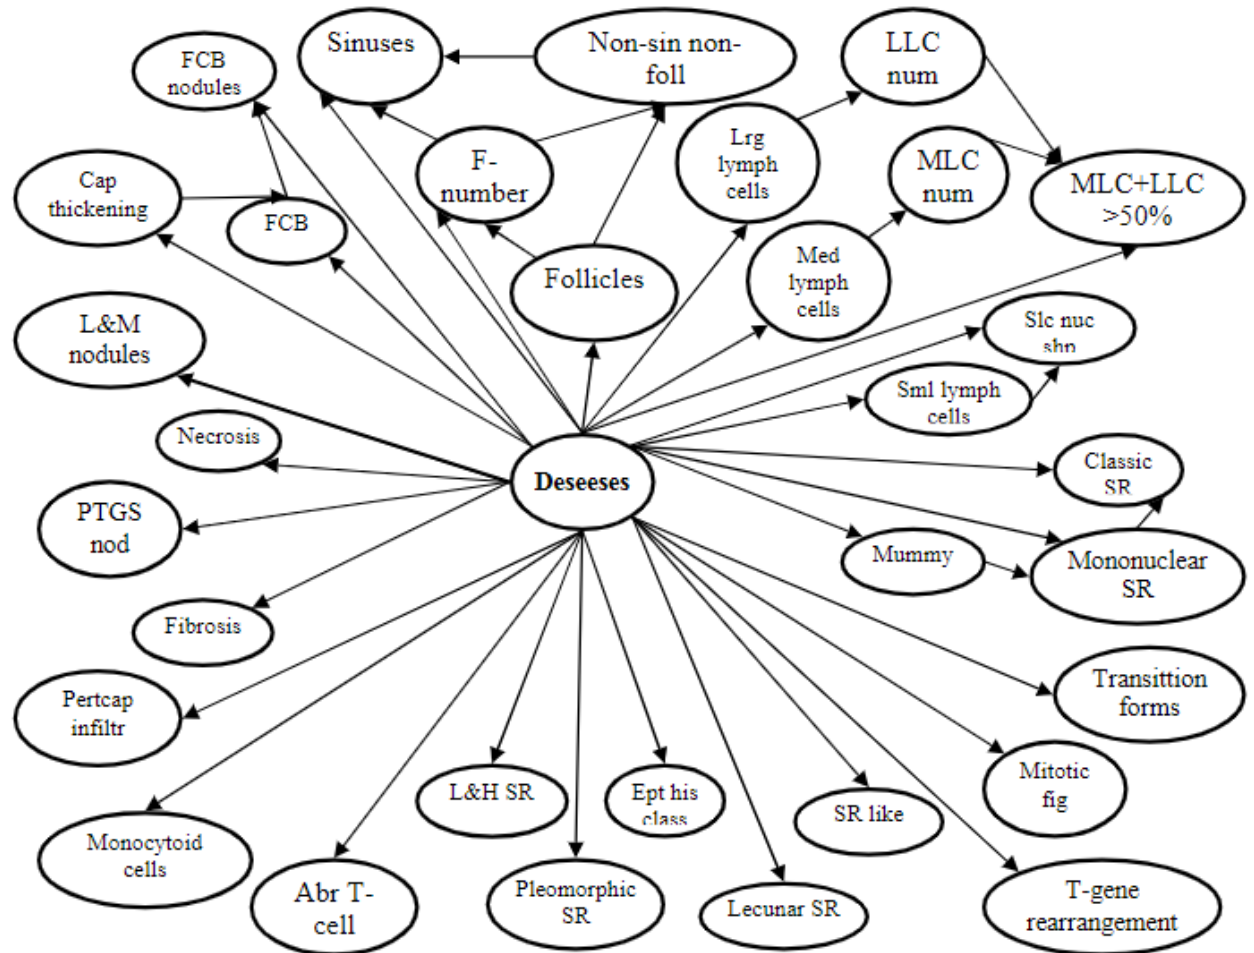 Sinuses
Non-sin non-
foll
LLC
num
FCB
nodules
Lrg
lymph
cells
F-
number
MLC
num
Cap
thickening
MLC+LLC
>50%
FCB
Follicles
Med
lymph
cells
L&M
nodules
Slc nuc
shp
Sml lymph
cells
Necrosis
Classic
SR
Deseeses
PTGS
nod
Mummy
Mononuclear
SR
Fibrosis
Pertcap
infiltr
Transittion
forms
L&H SR
Ept his
class
SR like
Mitotic
fig
Monocytoid
cells
Abr T-
cell
Pleomorphic
SR
Lecunar SR
T-gene
rearrangement